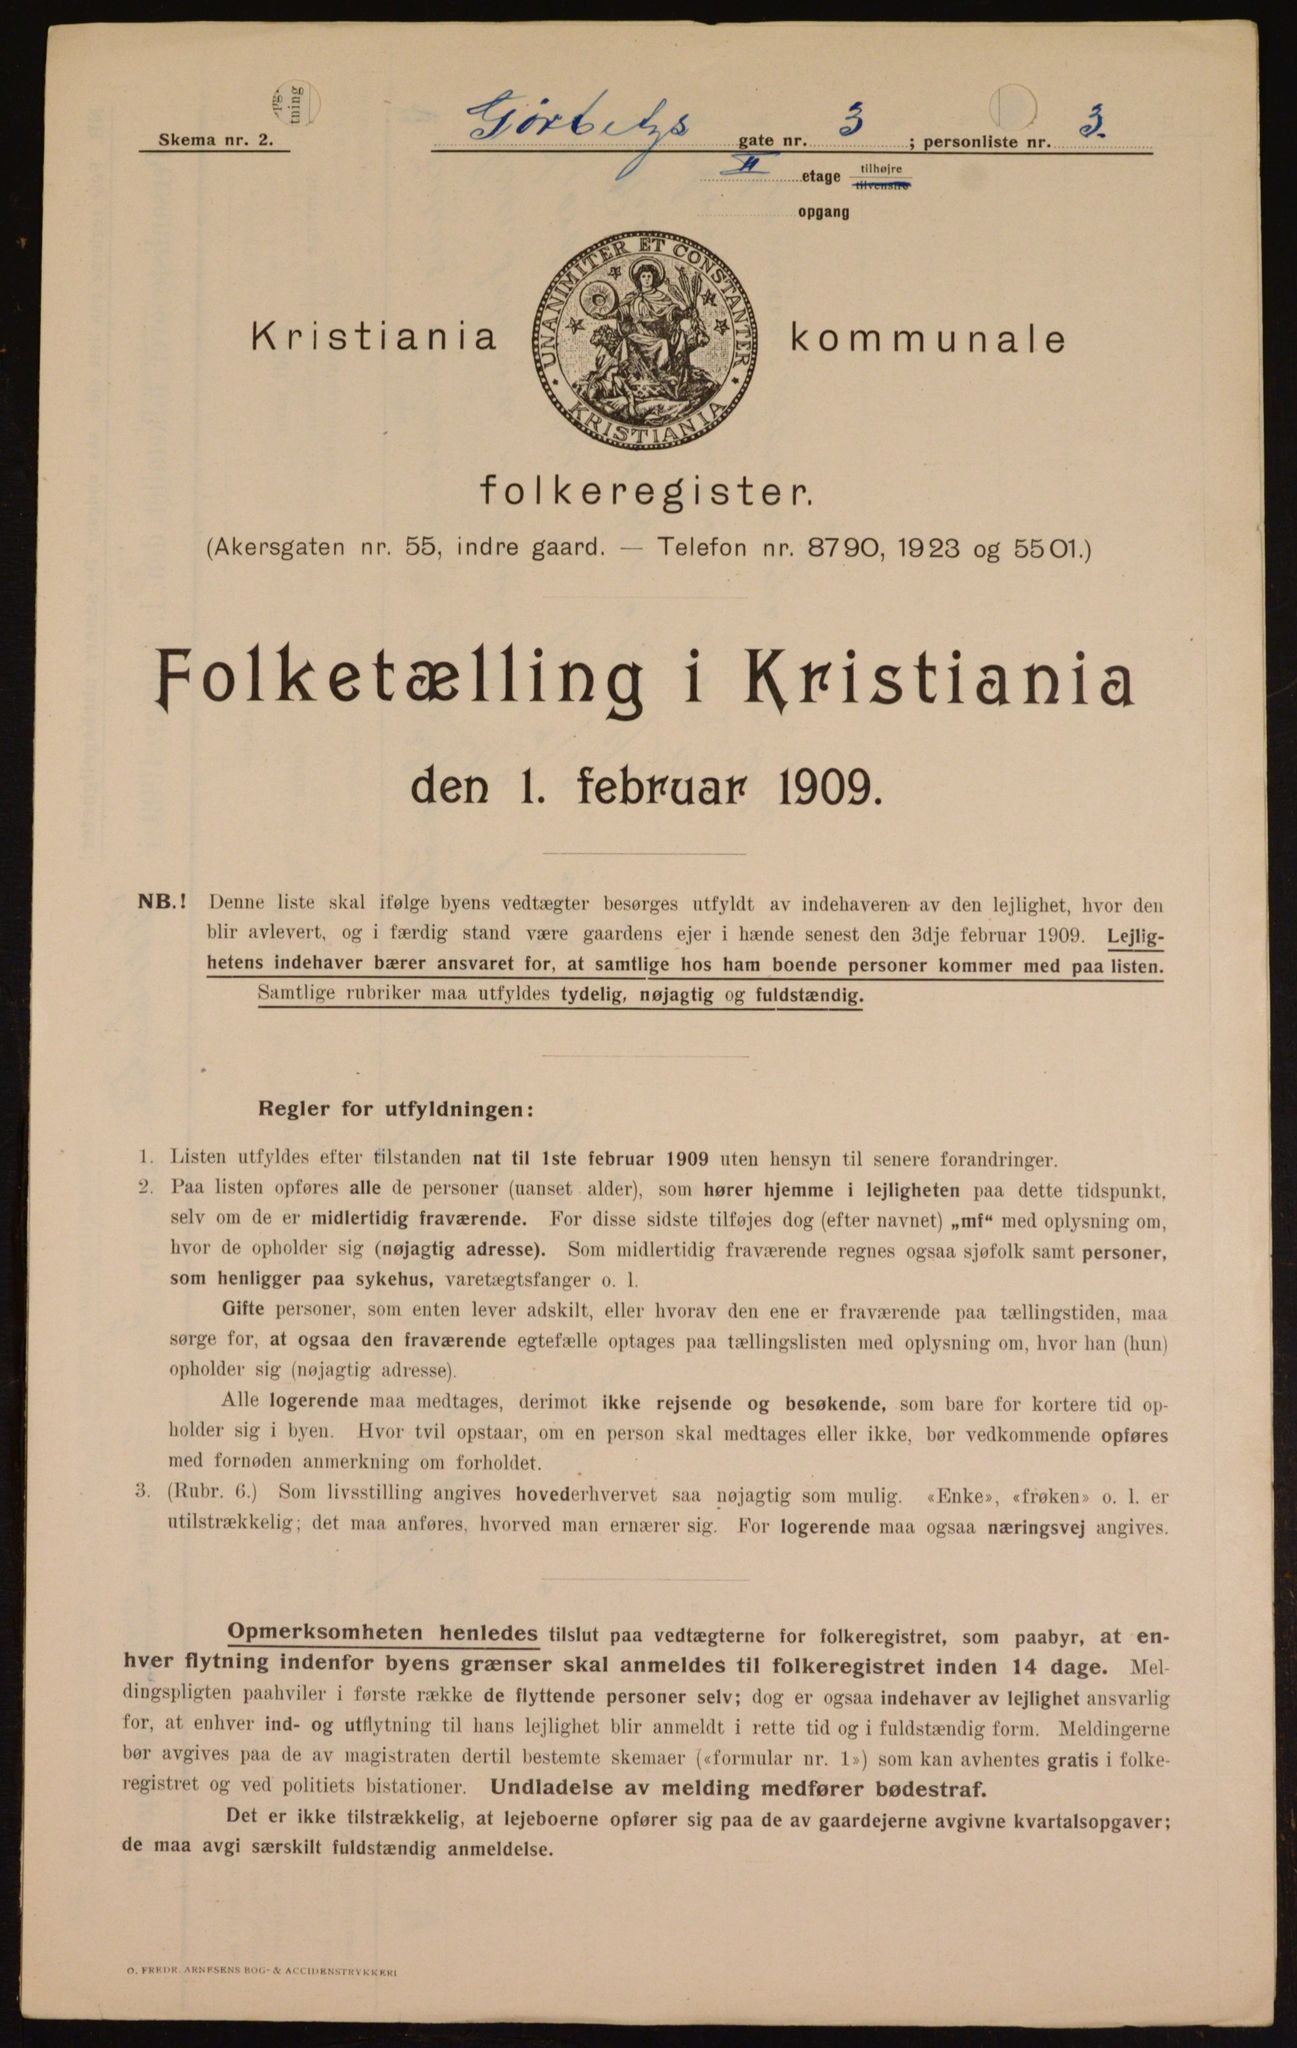 Skema nr. 2.
Gørbitzs gate nr. 3 ; personliste nr. 3.
II etage tilhøjre
tilvenstre
opgang
UNANIMITER ET CONSTANTER
KRISTIANIA
Kristiania kommunale
folkeregister.
(Akersgaten nr. 55, indre gaard. — Telefon nr. 8790, 1923 og 5501.)
Folketælling i Kristiania
den 1. februar 1909.
NB.! Denne liste skal ifølge byens vedtægter besørges utfyldt av indehaveren av den lejlighet, hvor den
blir avlevert, og i færdig stand være gaardens ejer i hænde senest den 3dje februar 1909. Lejlig-
hetens indehaver bærer ansvaret for, at samtlige hos ham boende personer kommer med paa listen.
Samtlige rubriker maa utfyldes tydelig, nøjagtig og fuldstændig.
Regler for utfyldningen:
1. Listen utfyldes efter tilstanden nat til 1ste februar 1909 uten hensyn til senere forandringer.
2. Paa listen opføres alle de personer (uanset alder), som hører hjemme i lejligheten paa dette tidspunkt,
selv om de er midlertidig fraværende. For disse sidste tilføjes dog (efter navnet) „mf“ med oplysning om,
hvor de opholder sig (nøjagtig adresse). Som midlertidig fraværende regnes ogsaa sjøfolk samt personer,
som henligger paa sykehus, varetægtsfanger o. l.
Gifte personer, som enten lever adskilt, eller hvorav den ene er fraværende paa tællingstiden, maa
sørge for, at ogsaa den fraværende egtefælle optages paa tællingslisten med oplysning om, hvor han (hun)
opholder sig (nøjagtig adresse).
Alle logerende maa medtages, derimot ikke rejsende og besøkende, som bare for kortere tid op-
holder sig i byen. Hvor tvil opstaar, om en person skal medtages eller ikke, bør vedkommende opføres
med fornøden anmerkning om forholdet.
3. (Rubr. 6.) Som livsstilling angives hovederhvervet saa nøjagtig som mulig. «Enke», «frøken» o. l. er
utilstrækkelig; det maa anføres, hvorved man ernærer sig. For logerende maa ogsaa næringsvej angives.
Opmerksomheten henledes tilslut paa vedtægterne for folkeregistret, som paabyr, at en-
hver flytning indenfor byens grænser skal anmeldes til folkeregistret inden 14 dage. Mel-
dingspligten paahviler i første række de flyttende personer selv; dog er ogsaa indehaver av lejlighet ansvarlig
for, at enhver ind- og utflytning til hans lejlighet blir anmeldt i rette tid og i fuldstændig form. Meldingerne
bør avgives paa de av magistraten dertil bestemte skemaer («formular nr. 1») som kan avhentes gratis i folke-
registret og ved politiets bistationer. Undladelse av melding medfører bødestraf.
Det er ikke tilstrækkelig, at lejeboerne opfører sig paa de av gaardejerne avgivne kvartalsopgaver;
de maa avgi særskilt fuldstændig anmeldelse.
O. FREDR. ARNESENS BOG- & ACCIDENSTRYKKERI